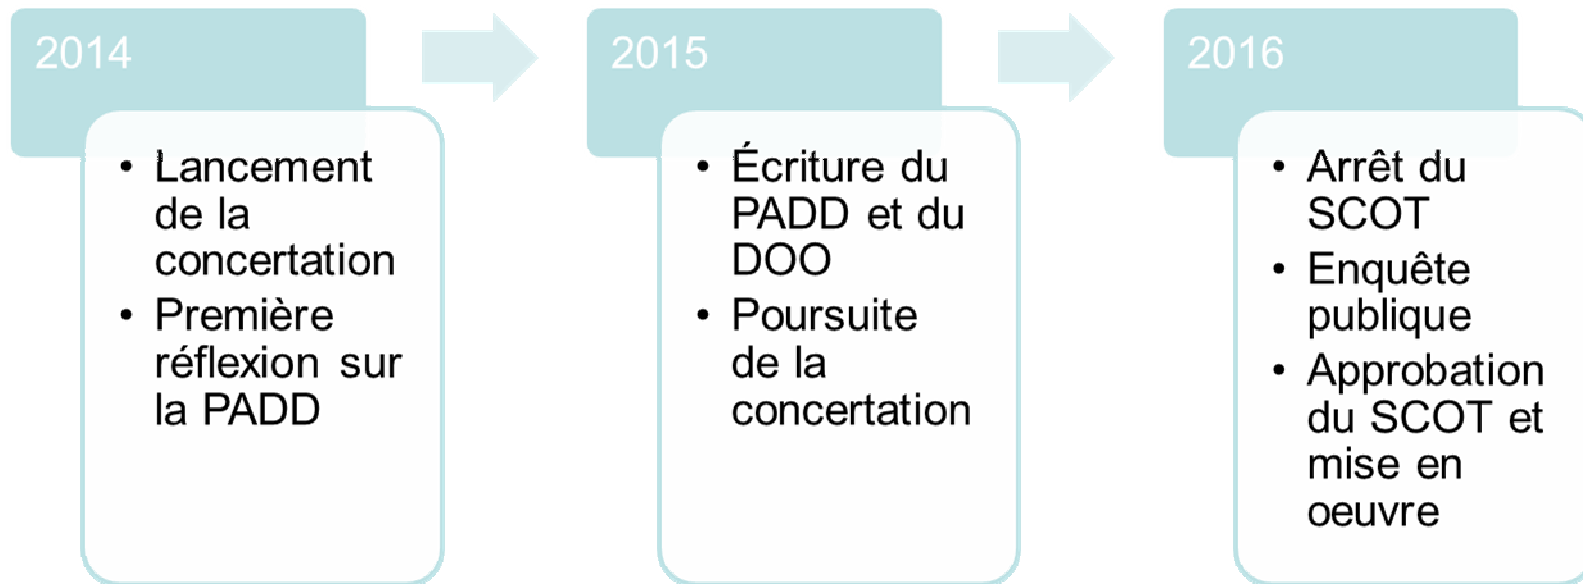 2014
• Lancement
de la
concertation
• Première
réflexion sur
la PADD
2015
• Écriture du
PADD et du
DOO
• Poursuite
de la
concertation
2016
• Arrêt du
SCOT
• Enquête
publique
• Approbation
du SCOT et
mise en
oeuvre